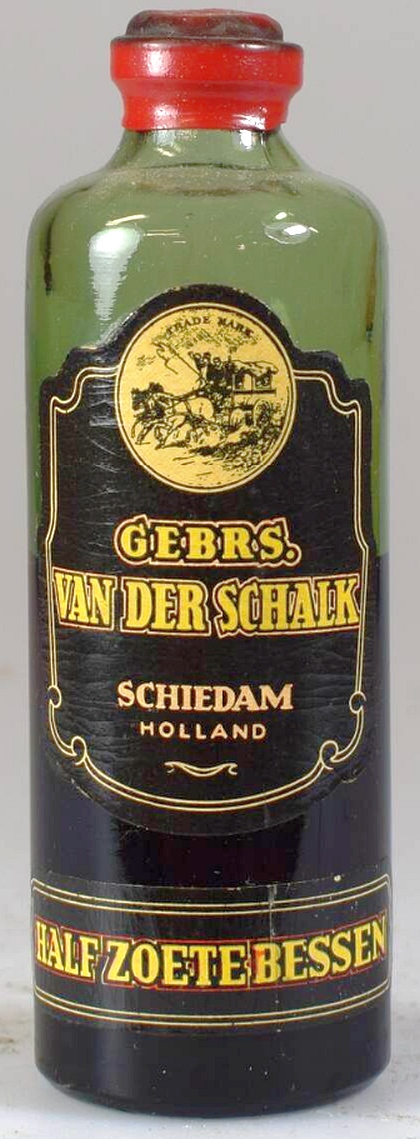 TRADE MARK
GEBRS.
VAN DER SCHALK
SCHIEDAM
HOLLAND
HALF ZOETE BESSEN